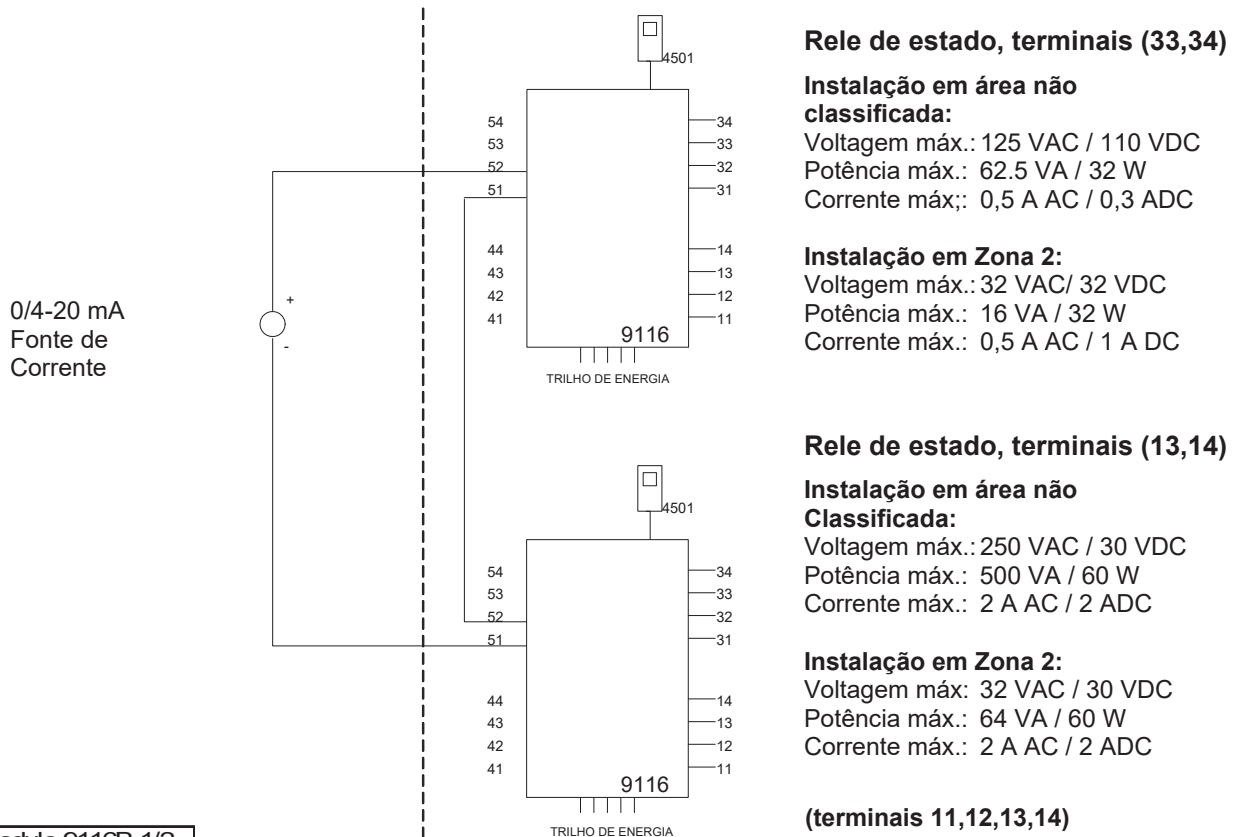 0/4-20 mA
Fonte de
Corrente
+
-
4501
54
53
52
51
44
43
42
41
34
33
32
31
14
13
12
11
9116
TRILHO DE ENERGIA
4501
54
53
52
51
44
43
42
41
34
33
32
31
14
13
12
11
9116
TRILHO DE ENERGIA
Rele de estado, terminais (33,34)
Instalação em área não
classificada:
Voltagem máx.: 125 VAC / 110 VDC
Potência máx.: 62.5 VA / 32 W
Corrente máx;: 0,5 A AC / 0,3 ADC
Instalação em Zona 2:
Voltagem máx.: 32 VAC/ 32 VDC
Potência máx.: 16 VA / 32 W
Corrente máx.: 0,5 A AC / 1 A DC
Rele de estado, terminais (13,14)
Instalação em área não
Classificada:
Voltagem máx.: 250 VAC / 30 VDC
Potência máx.: 500 VA / 60 W
Corrente máx.: 2 A AC / 2 ADC
Instalação em Zona 2:
Voltagem máx: 32 VAC / 30 VDC
Potência máx.: 64 VA / 60 W
Corrente máx.: 2 A AC / 2 ADC
(terminais 11,12,13,14)